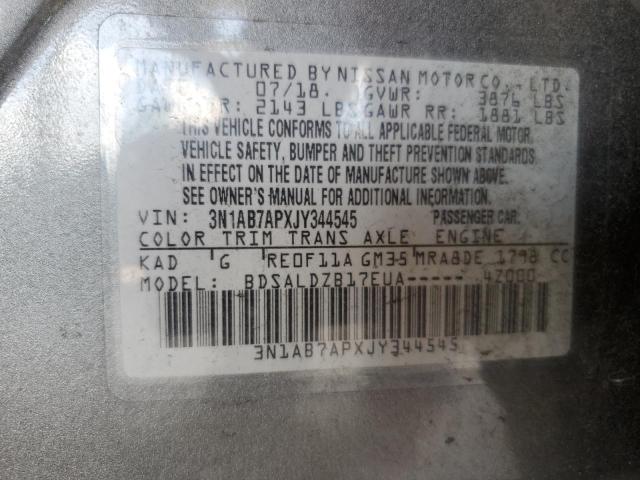 MANUFACTURED BY NISSAN MOTOR CO., LTD.
07/18. GVWR: 3876 LBS
GAWR FR: 2143 LBS GAWR RR: 1881 LBS
THIS VEHICLE CONFORMS TO ALL APPLICABLE FEDERAL MOTOR
VEHICLE SAFETY, BUMPER AND THEFT PREVENTION STANDARDS
IN EFFECT ON THE DATE OF MANUFACTURE SHOWN ABOVE.
SEE OWNER'S MANUAL FOR ADDITIONAL INFORMATION.
VIN: 3N1AB7APXJY344545 PASSENGER CAR
COLOR TRIM TRANS AXLE ENGINE
KAD G RE0F11A GM35 MRA8DE 1798 CC
MODEL: BDSALDZB17EUA----- 4Z000
3N1AB7APXJY344545